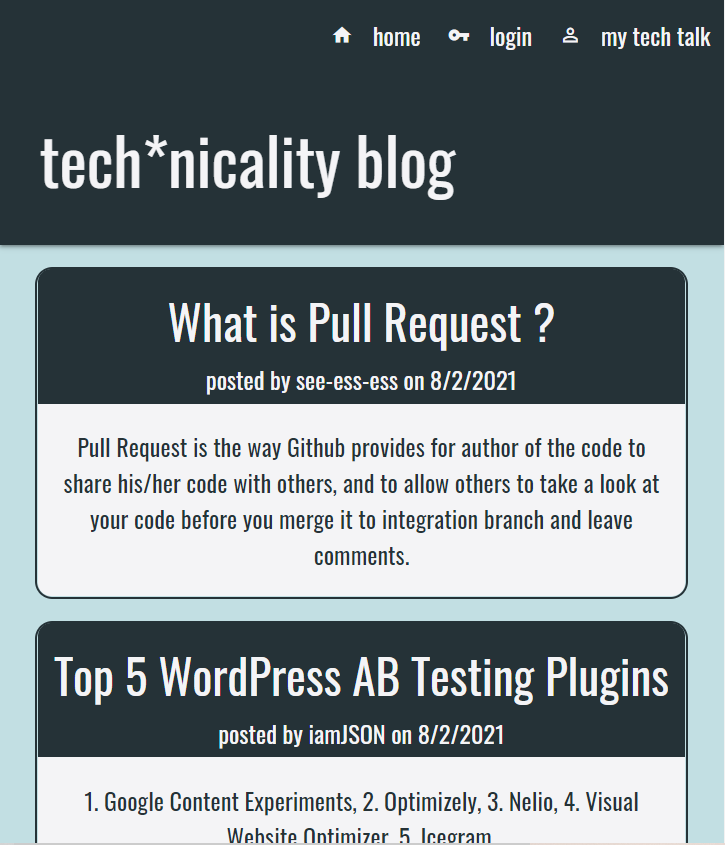 home login my tech talk
tech*nicality blog
What is Pull Request ?
posted by see-ess-ess on 8/2/2021
Pull Request is the way Github provides for author of the code to
share his/her code with others, and to allow others to take a look at
your code before you merge it to integration branch and leave
comments.
Top 5 WordPress AB Testing Plugins
posted by iamJSON on 8/2/2021
1. Google Content Experiments, 2. Optimizely, 3. Nelio, 4. Visual
Website Optimizer, 5. Icegram